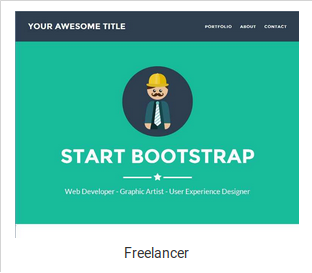 YOUR AWESOME TITLE PORTFOLIO ABOUT CONTACT
START BOOTSTRAP
Web Developer - Graphic Artist - User Experience Designer
Freelancer